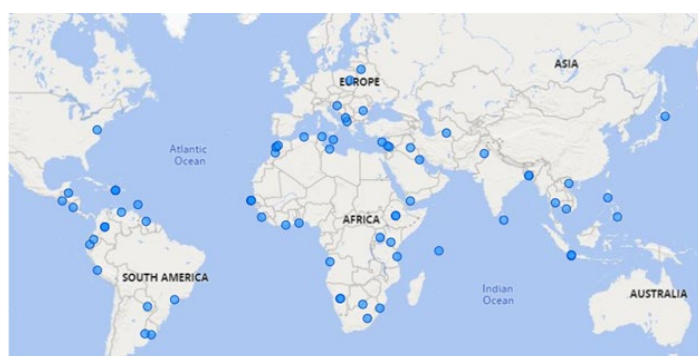 ASIA
EUROPE
Atlantic
Ocean
AFRICA
SOUTH AMERICA
Indian
Ocean
AUSTRALIA